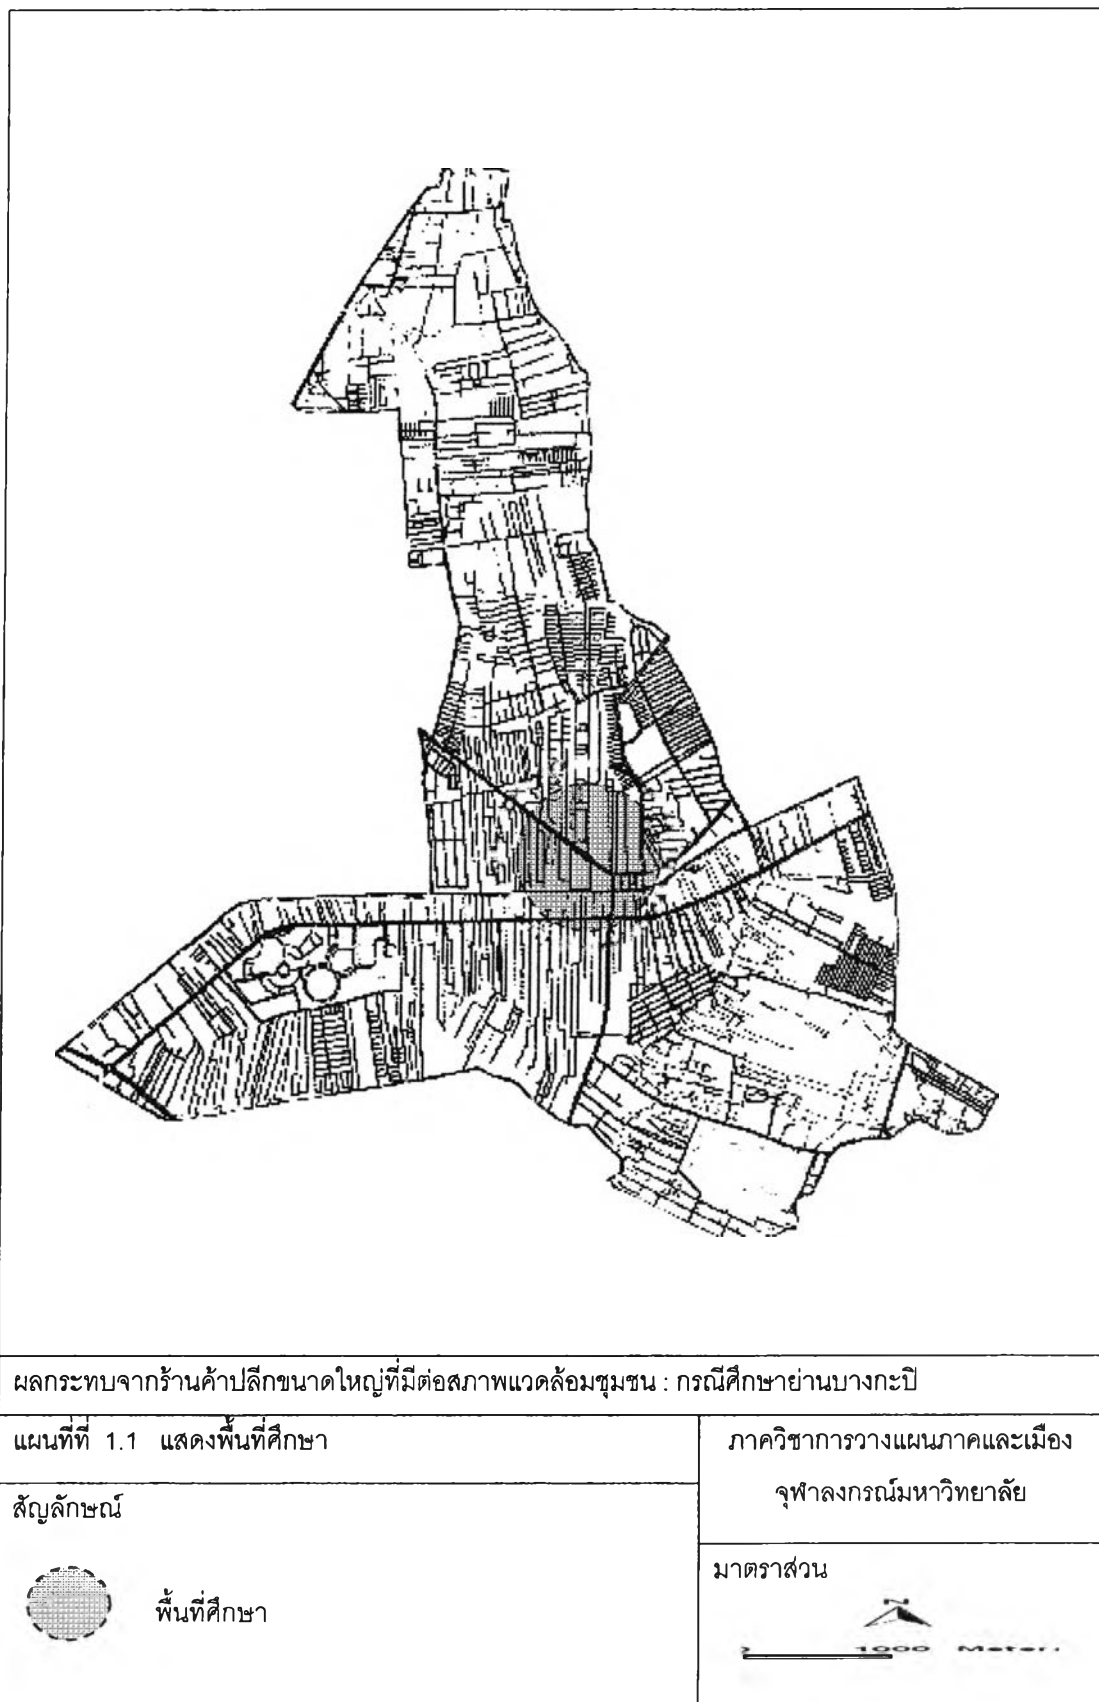 ผลกระทบจากร้านค้าปลีกขนาดใหญ่ที่มีต่อสภาพแวดล้อมชุมชน : กรณีศึกษาย่านบางกะปิ
แผนที่ที่ 1.1 แสดงพื้นที่ศึกษา
ภาควิชาการวางแผนภาคและเมือง
จุฬาลงกรณ์มหาวิทยาลัย
สัญลักษณ์
พื้นที่ศึกษา
มาตราส่วน
N
1000